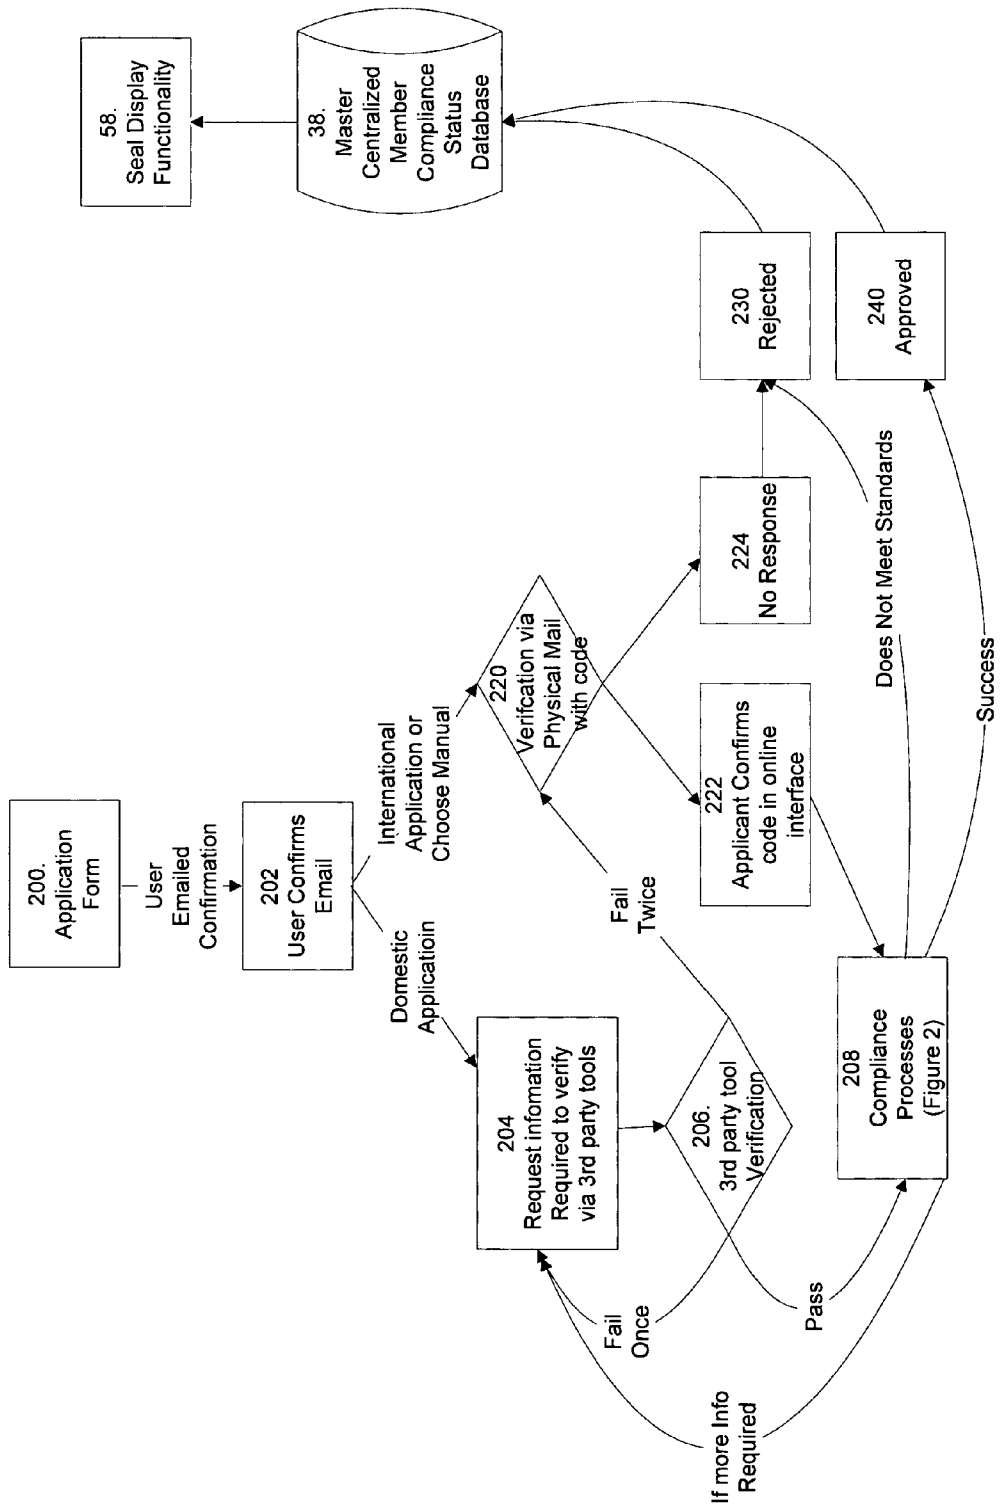 200.
Application
Form
User
Emailed
Confirmation
202
User Confirms
Email
Domestic
Applicatioin
International
Application or
Choose Manual
204
Request infomation
Required to verify
via 3rd party tools
206.
3rd party tool
Verification
Fail
Once
Fail
Twice
Pass
If more Info
Required
220
Verifcation via
Physical Mail
with code
222
Applicant Confirms
code in online
interface
224
No Response
208
Compliance
Processes
(Figure 2)
Does Not Meet Standards
Success
230
Rejected
240
Approved
38.
Master
Centralized
Member
Compliance
Status
Database
58.
Seal Display
Functionality